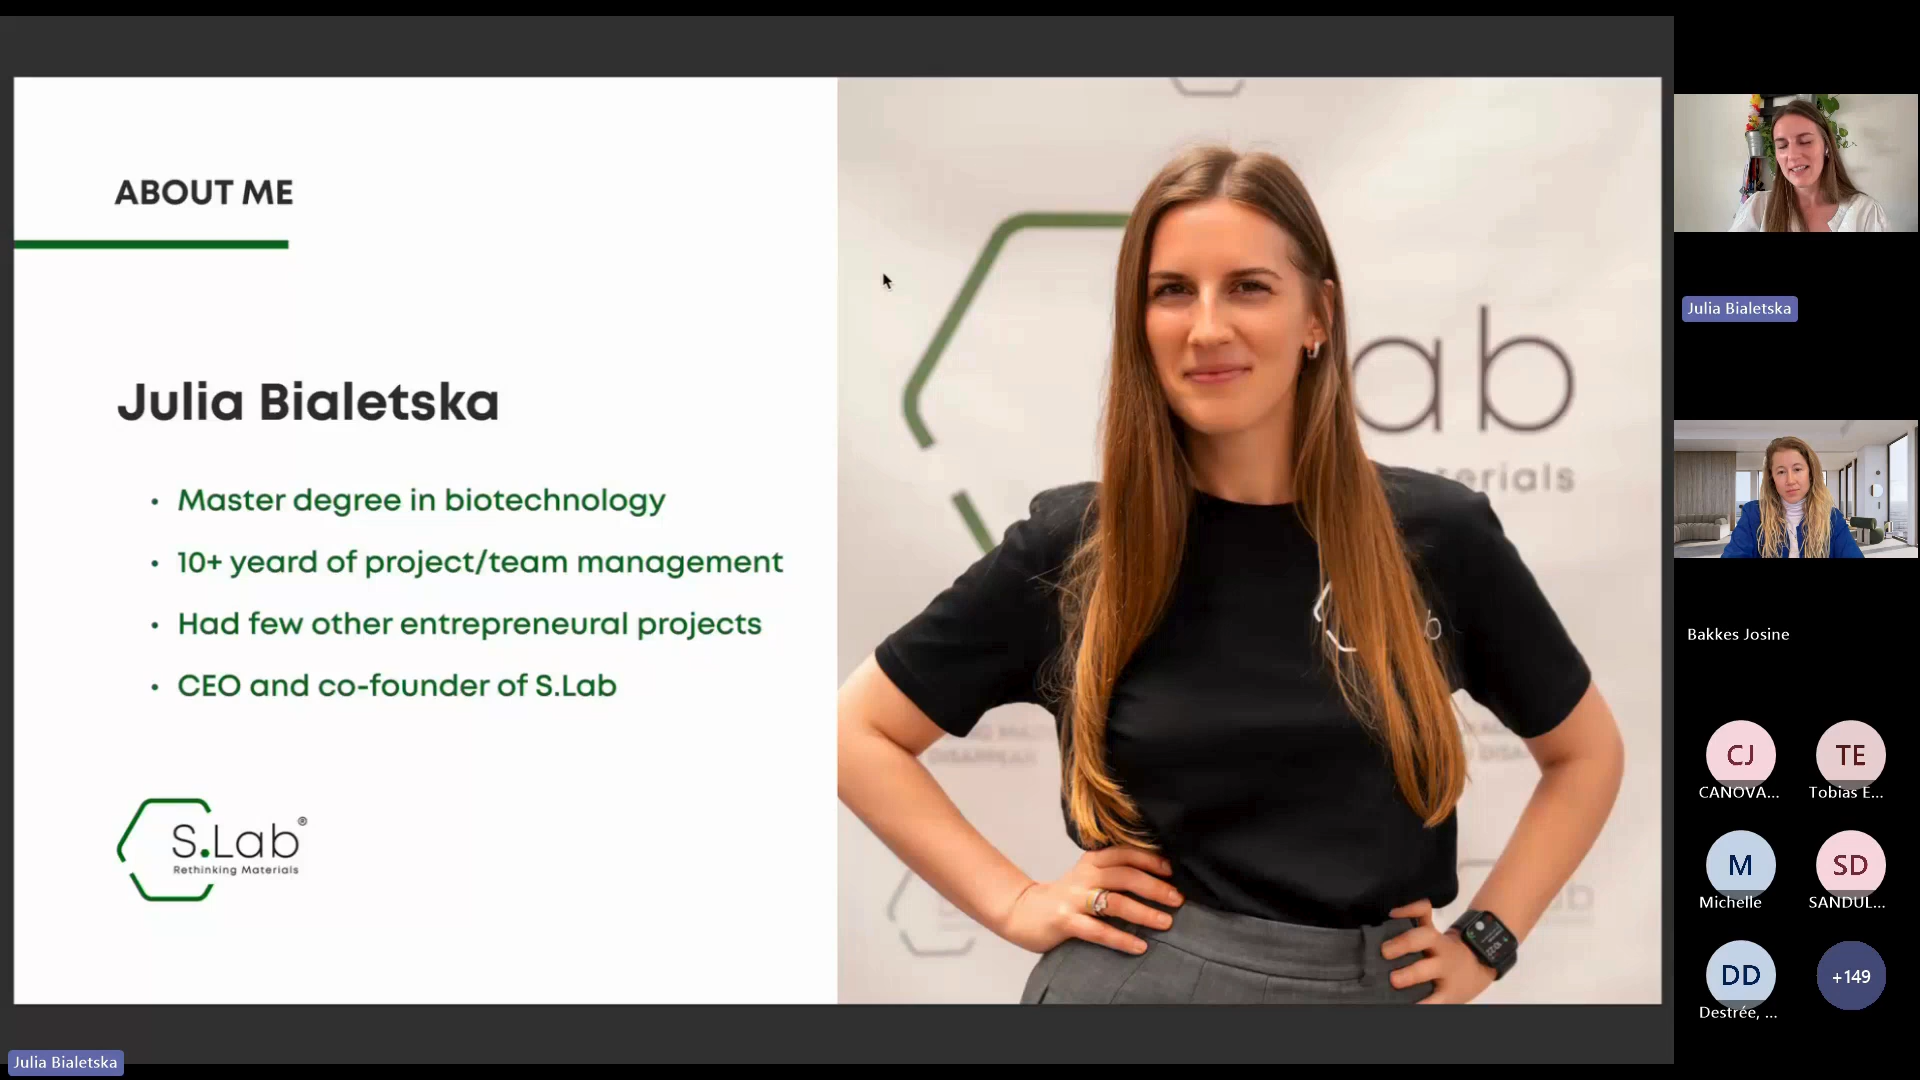 ABOUT ME
Julia Bialetska
• Master degree in biotechnology
• 10+ yeard of project/team management
• Had few other entrepreneural projects
• CEO and co-founder of S.Lab
S.Lab®
Rethinking Materials
ab
erials
b
Julia Bialetska
Julia Bialetska
Bakkes Josine
CJ
CANOVA...
TE
Tobias E...
M
Michelle
SD
SANDUL...
DD
Destrée, ...
+149